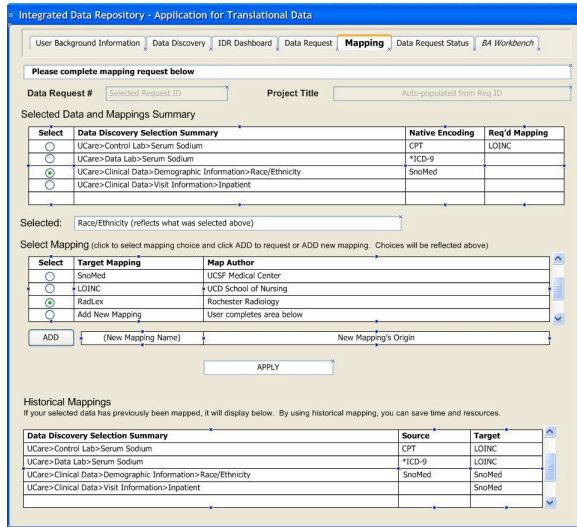 Integrated Data Repository - Application for Translational Data
User Background Information Data Discovery IDR Dashboard Data Request Mapping Data Request Status BA Workbench
Please complete mapping request below
Data Request # Selected Request ID Project Title Auto-populated from Req ID
Selected Data and Mappings Summary
Select Data Discovery Selection Summary Native Encoding Req'd Mapping
UCare>Control Lab>Serum Sodium CPT LOINC
UCare>Data Lab>Serum Sodium *ICD-9
UCare>Clinical Data>Demographic Information>Race/Ethnicity SnoMed
UCare>Clinical Data>Visit Information>Inpatient
Selected: Race/Ethnicity (reflects what was selected above)
Select Mapping (click to select mapping choice and click ADD to request or ADD new mapping. Choices will be reflected above)
Select Target Mapping Map Author
SnoMed UCSF Medical Center
LOINC UCD School of Nursing
RadLex Rochester Radiology
Add New Mapping User completes area below
ADD (New Mapping Name) New Mapping's Origin
APPLY
Historical Mappings
If your selected data has previously been mapped, it will display below. By using historical mapping, you can save time and resources.
Data Discovery Selection Summary Source Target
UCare>Control Lab>Serum Sodium CPT LOINC
UCare>Data Lab>Serum Sodium *ICD-9 LOINC
UCare>Clinical Data>Demographic Information>Race/Ethnicity SnoMed SnoMed
UCare>Clinical Data>Visit Information>Inpatient SnoMed